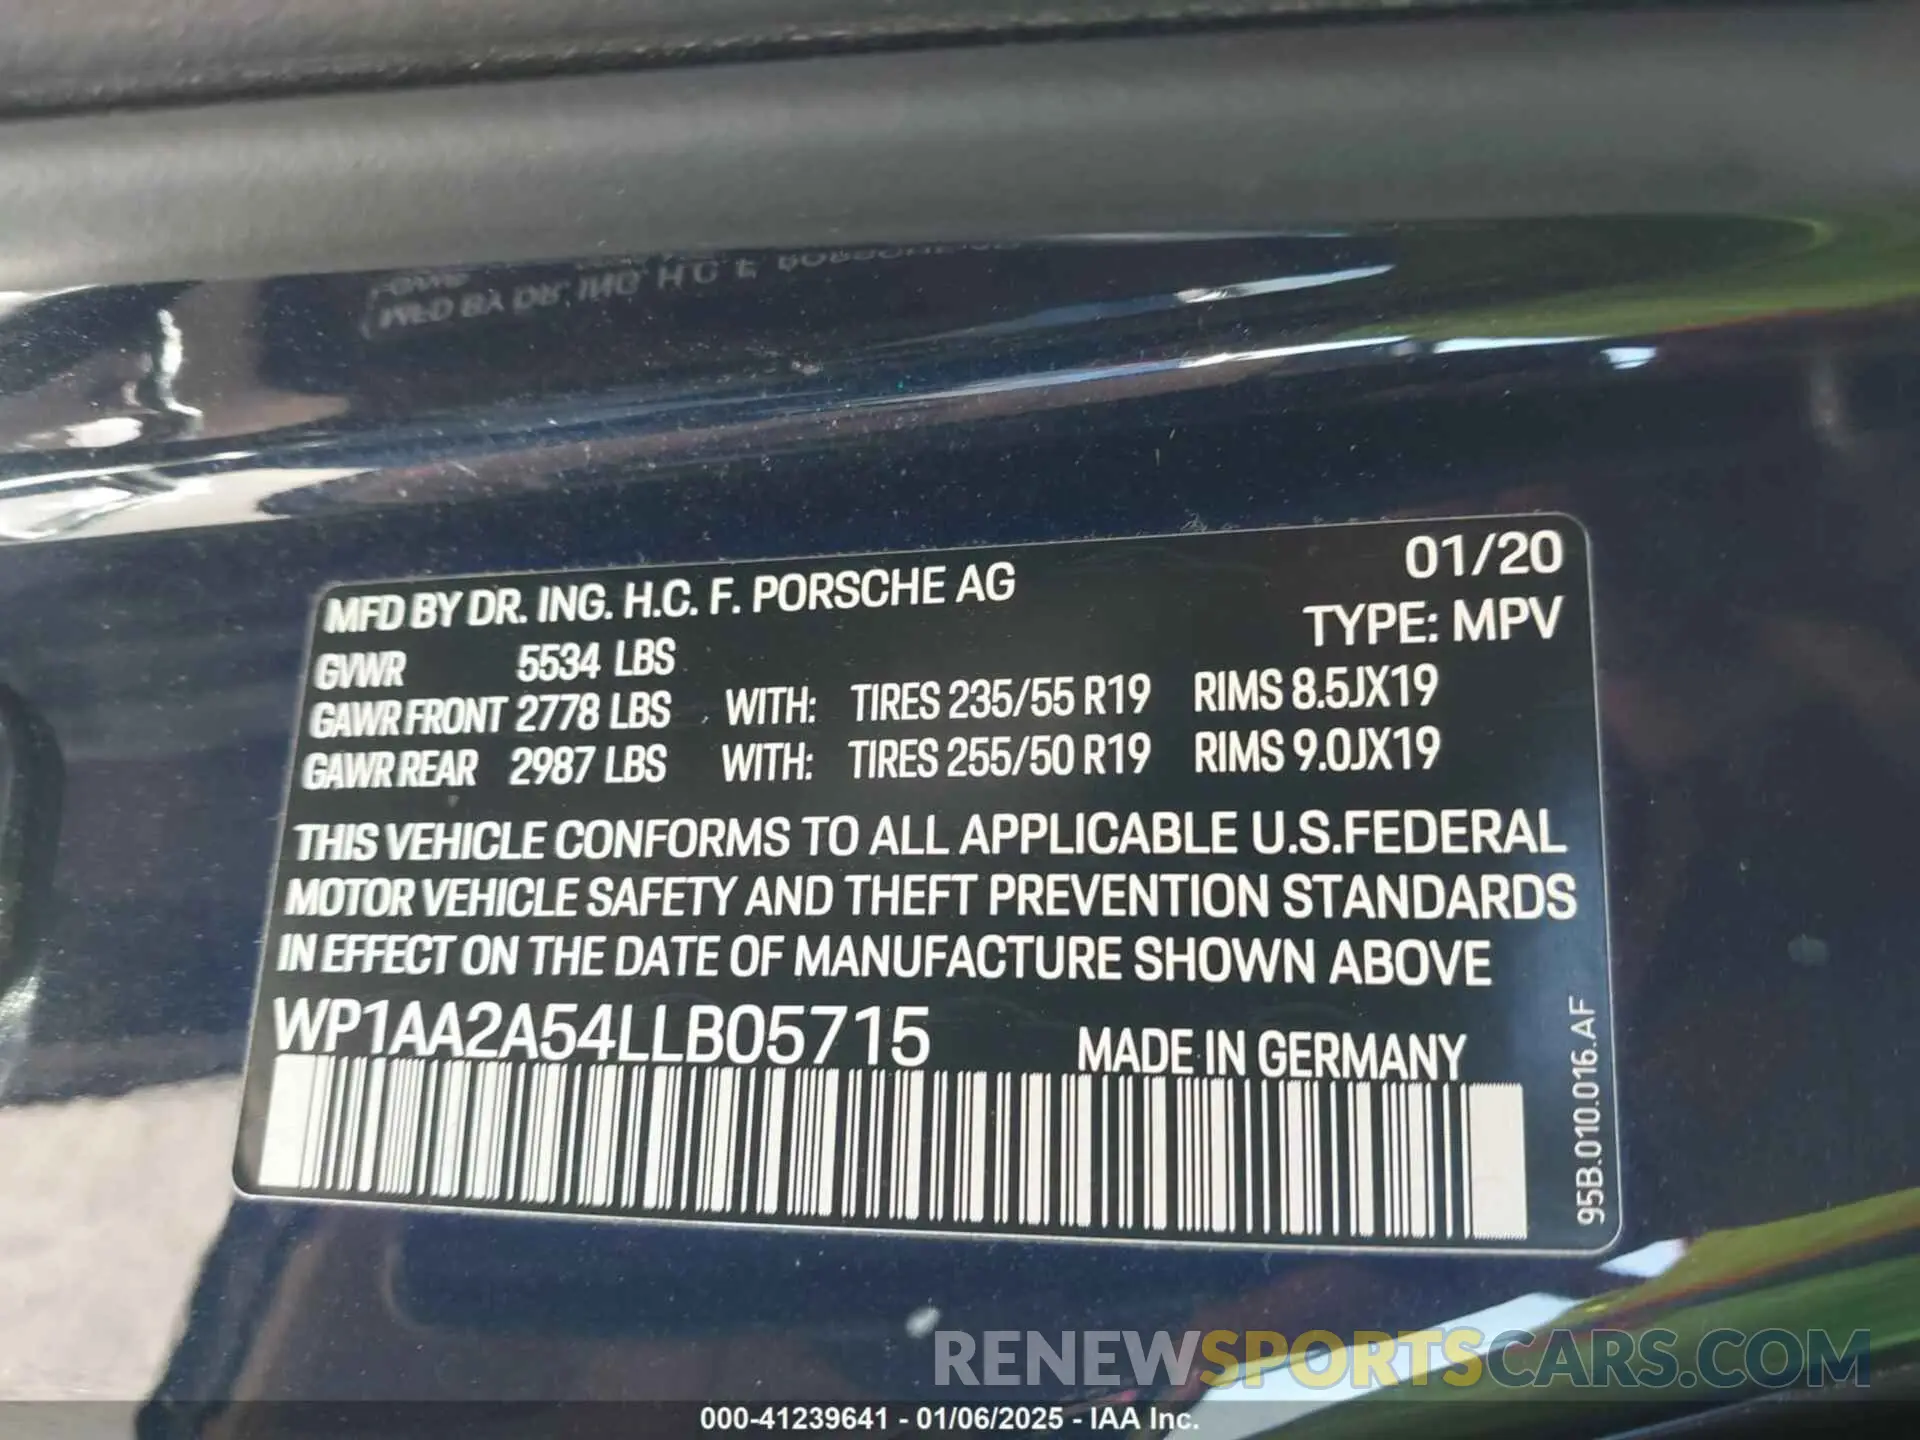 MFD BY DR. ING. H.C. F. PORSCHE AG 01/20
TYPE: MPV
GVWR 5534 LBS
GAWR FRONT 2778 LBS WITH: TIRES 235/55 R19 RIMS 8.5JX19
GAWR REAR 2987 LBS WITH: TIRES 255/50 R19 RIMS 9.0JX19
THIS VEHICLE CONFORMS TO ALL APPLICABLE U.S.FEDERAL
MOTOR VEHICLE SAFETY AND THEFT PREVENTION STANDARDS
IN EFFECT ON THE DATE OF MANUFACTURE SHOWN ABOVE
WP1AA2A54LLB05715
MADE IN GERMANY
95B.010.016.AF
RENEWSPORTSCARS.COM
000-41239641 - 01/06/2025 - IAA Inc.